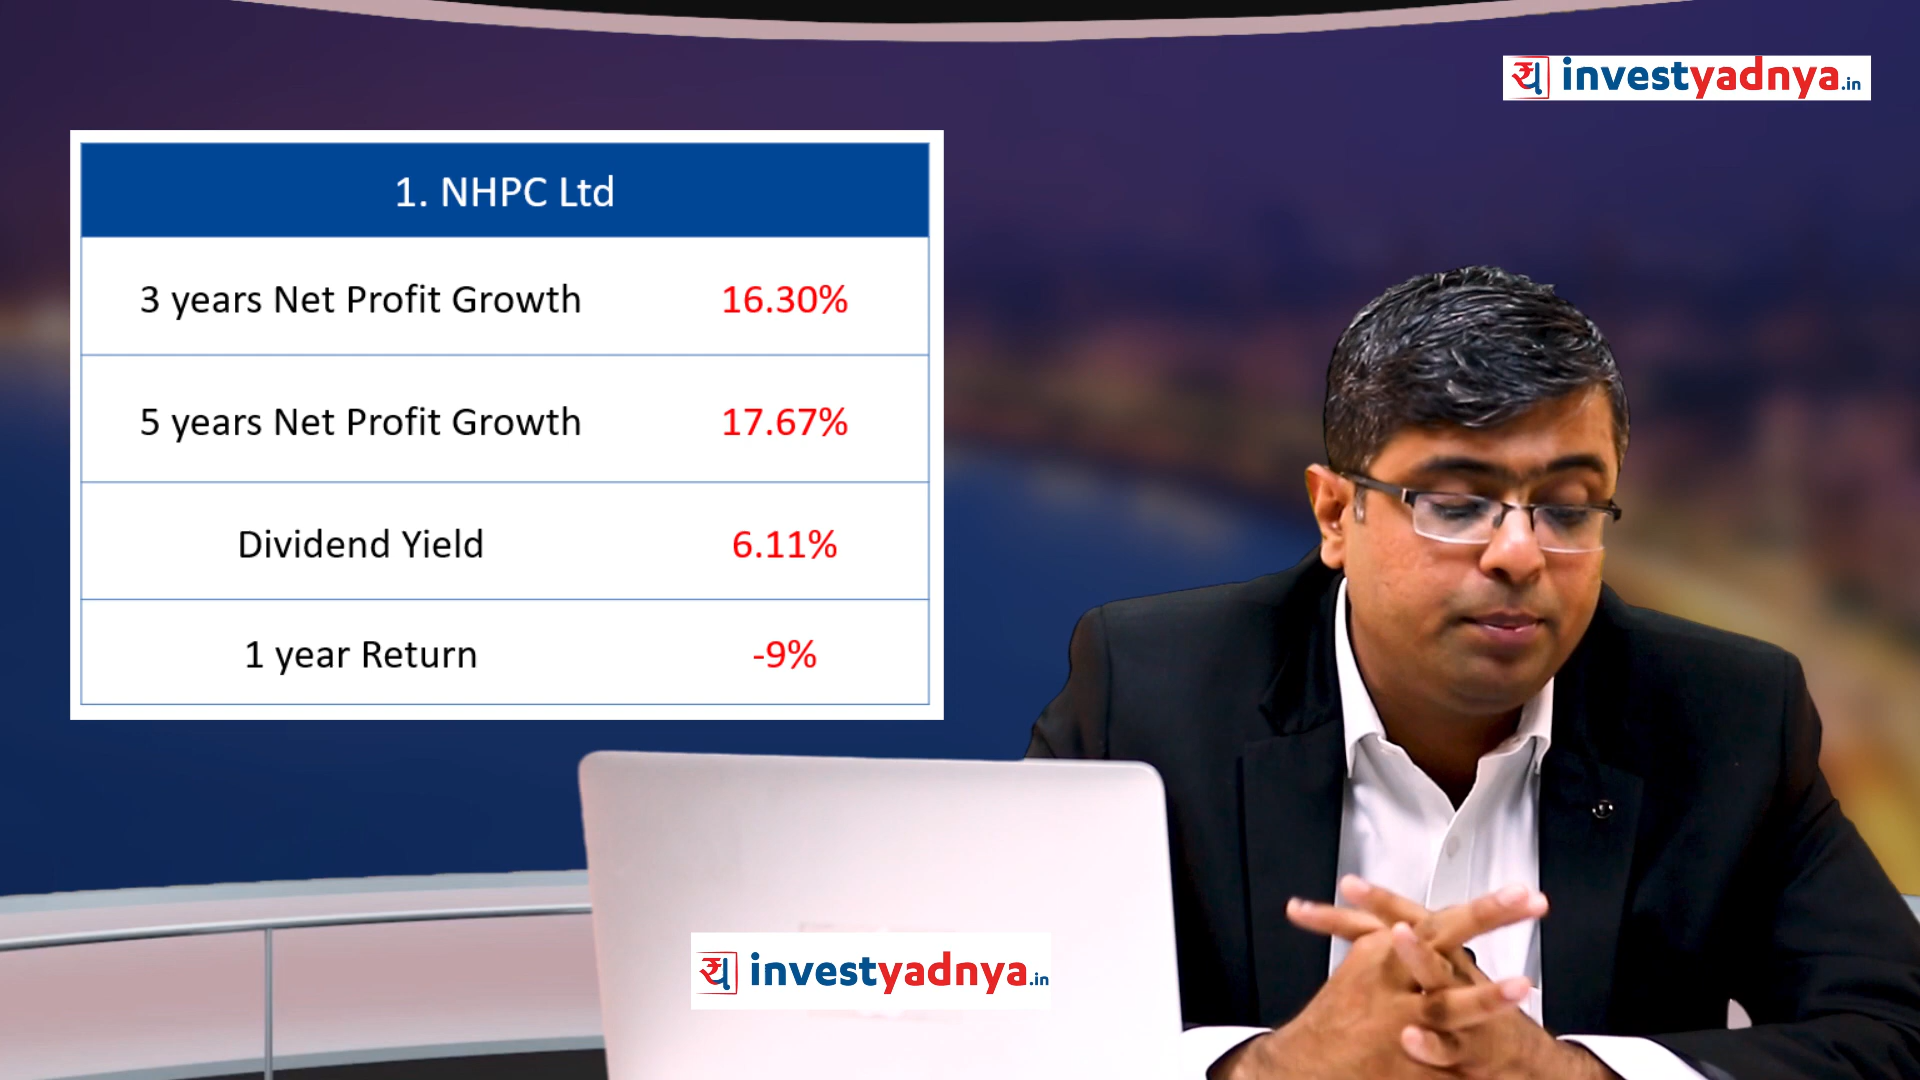 investyadnya.in
1. NHPC Ltd
3 years Net Profit Growth 16.30%
5 years Net Profit Growth 17.67%
Dividend Yield 6.11%
1 year Return -9%
investyadnya.in